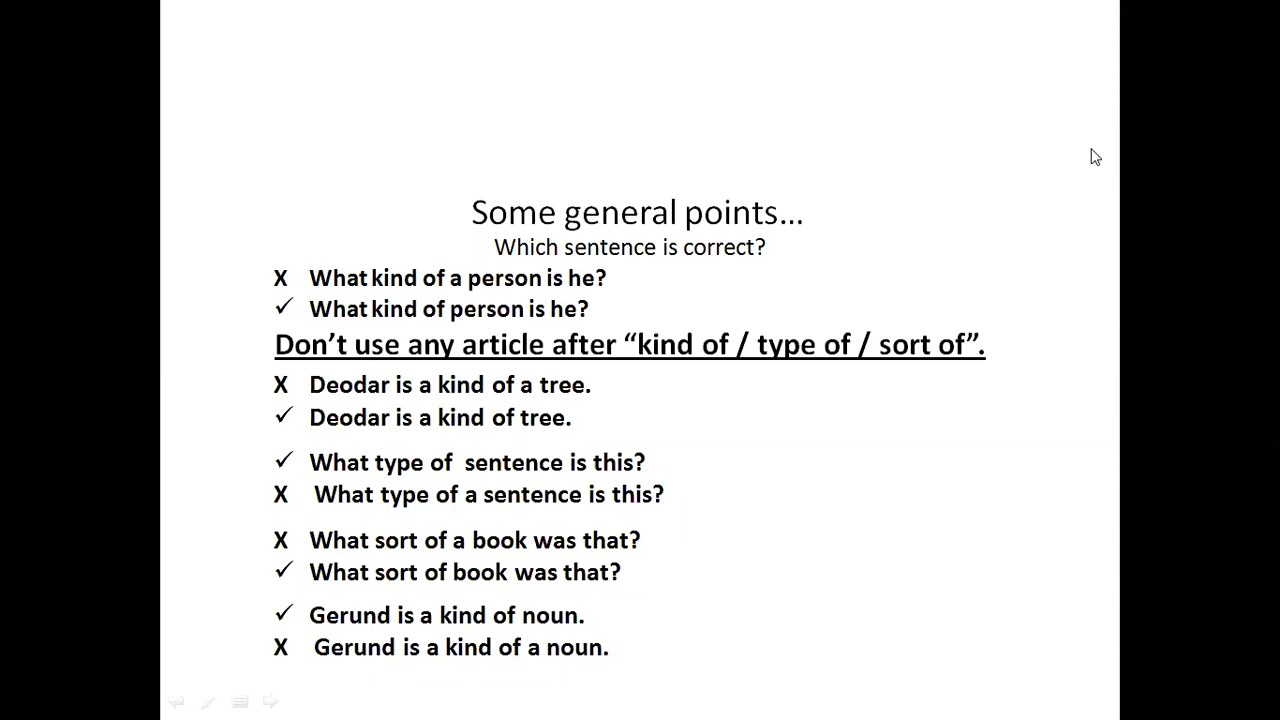 Some general points...
Which sentence is correct?
X What kind of a person is he?
✓ What kind of person is he?
Don't use any article after “kind of / type of / sort of”.
X Deodar is a kind of a tree.
✓ Deodar is a kind of tree.
✓ What type of sentence is this?
X What type of a sentence is this?
X What sort of a book was that?
✓ What sort of book was that?
✓ Gerund is a kind of noun.
X Gerund is a kind of a noun.